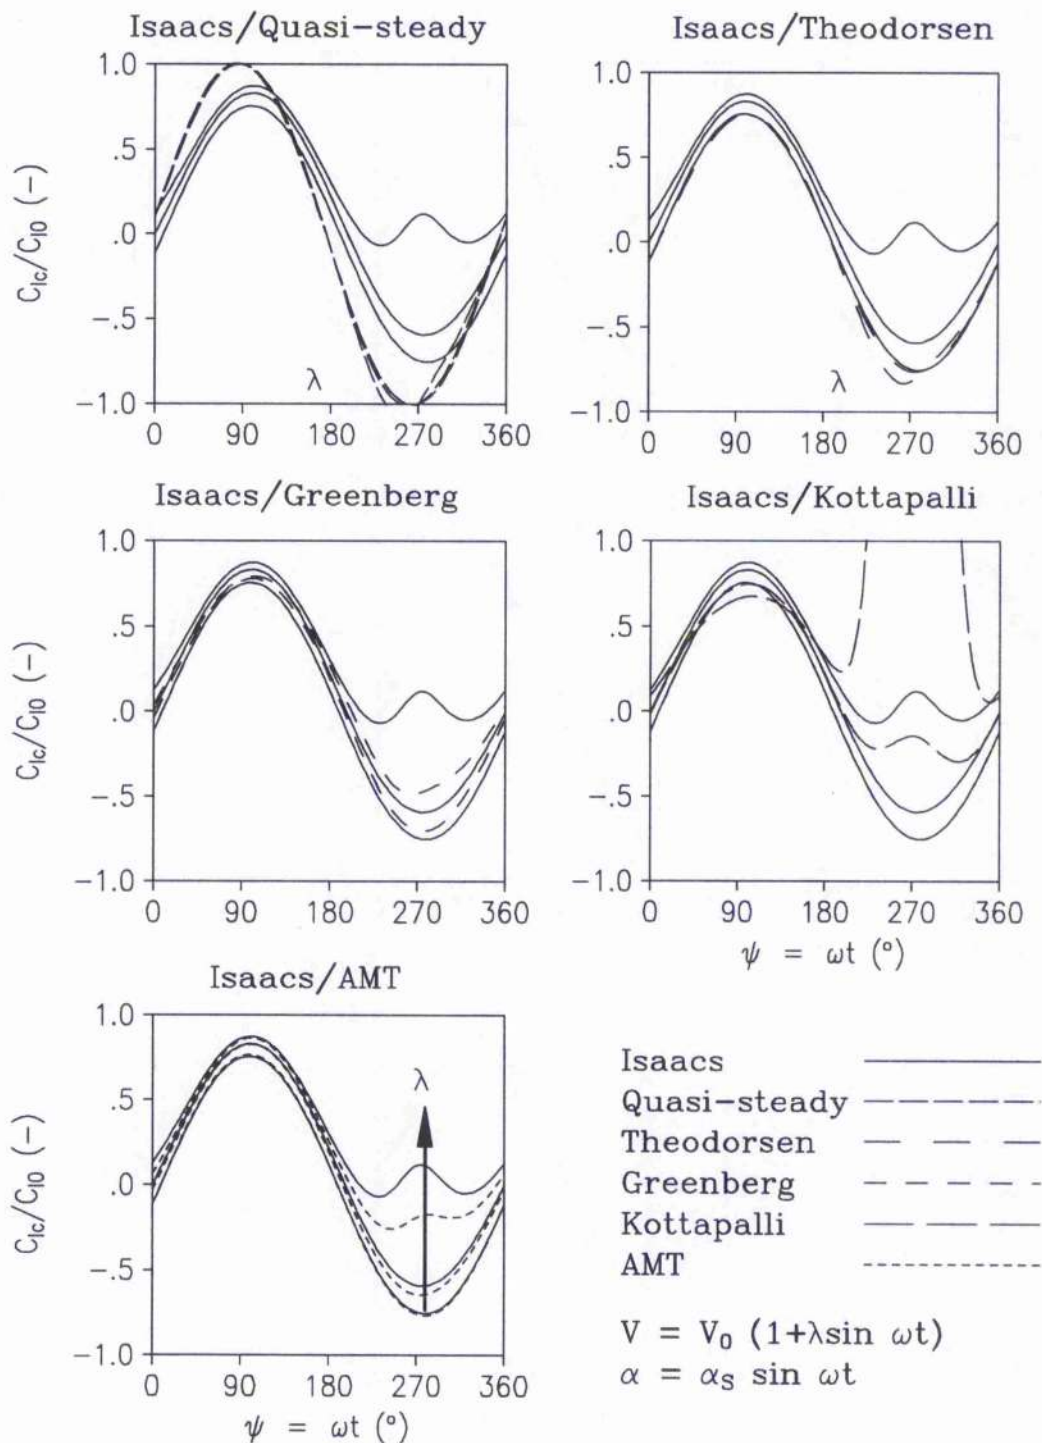 Isaacs/Quasi-steady
Isaacs/Theodorsen
C_lc/C_l0 (-)
1.0
.5
.0
-.5
-1.0
λ
0 90 180 270 360
1.0
.5
.0
-.5
-1.0
λ
0 90 180 270 360
Isaacs/Greenberg
Isaacs/Kottapalli
C_lc/C_l0 (-)
1.0
.5
.0
-.5
-1.0
0 90 180 270 360
1.0
.5
.0
-.5
-1.0
0 90 180 270 360
ψ = ωt (°)
Isaacs/AMT
C_lc/C_l0 (-)
1.0
.5
.0
-.5
-1.0
λ
0 90 180 270 360
ψ = ωt (°)
Isaacs
Quasi-steady
Theodorsen
Greenberg
Kottapalli
AMT
V = V₀ (1+λsin ωt)
α = α_S sin ωt